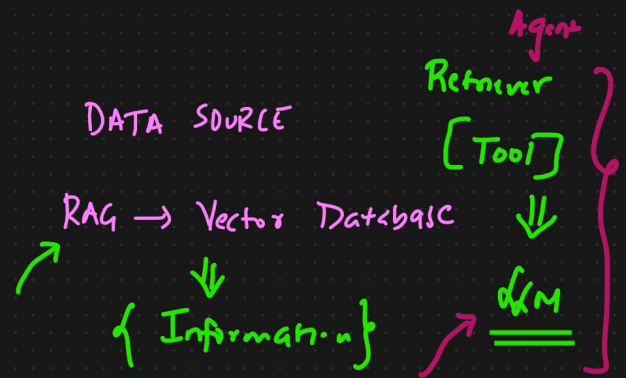 Agent
Retriever
DATA SOURCE
[Tool]
RAG → Vector Database
{Information}
LLM